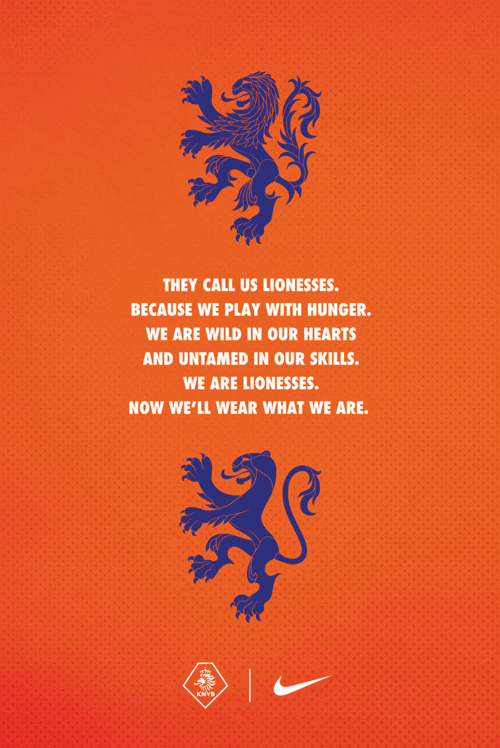 THEY CALL US LIONESSES.
BECAUSE WE PLAY WITH HUNGER.
WE ARE WILD IN OUR HEARTS
AND UNTAMED IN OUR SKILLS.
WE ARE LIONESSES.
NOW WE'LL WEAR WHAT WE ARE.
KNVB